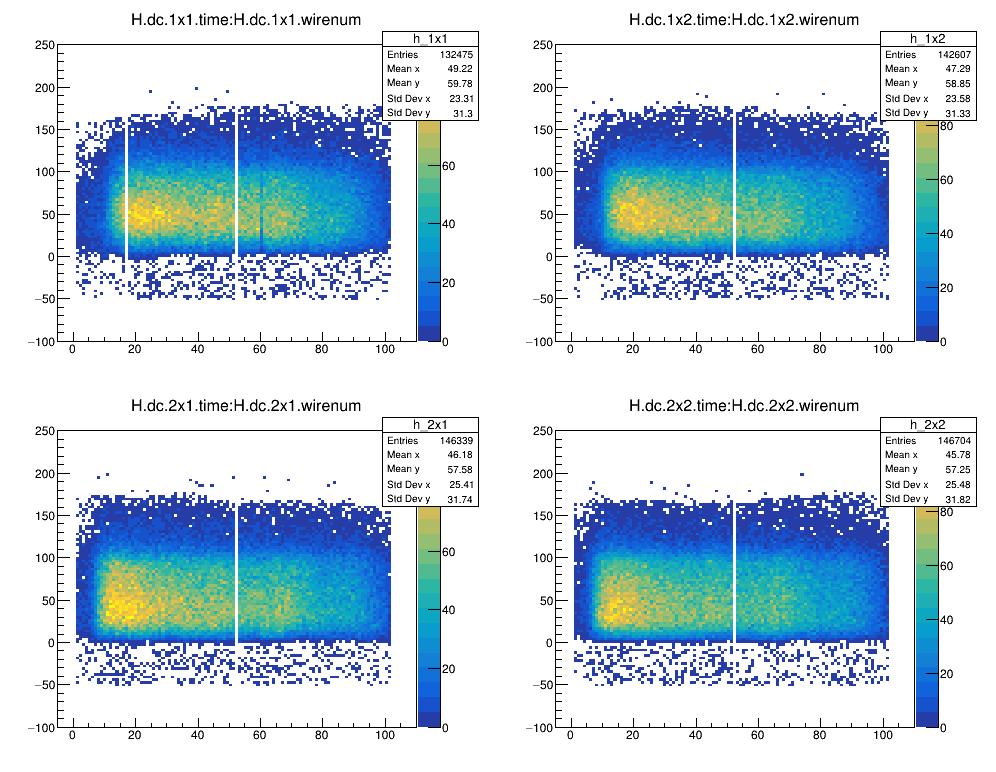 H.dc.1x1.time:H.dc.1x1.wirenum
h_1x1
Entries 132475
Mean x 49.22
Mean y 59.78
Std Dev x 23.31
Std Dev y 31.3
250
200
150
100
50
0
−50
−100
0 20 40 60 80 100
60
40
20
0
H.dc.1x2.time:H.dc.1x2.wirenum
h_1x2
Entries 142607
Mean x 47.29
Mean y 58.85
Std Dev x 23.58
Std Dev y 31.33
250
200
150
100
50
0
−50
−100
0 20 40 60 80 100
80
60
40
20
0
H.dc.2x1.time:H.dc.2x1.wirenum
h_2x1
Entries 146339
Mean x 46.18
Mean y 57.58
Std Dev x 25.41
Std Dev y 31.74
250
200
150
100
50
0
−50
−100
0 20 40 60 80 100
60
40
20
0
H.dc.2x2.time:H.dc.2x2.wirenum
h_2x2
Entries 146704
Mean x 45.78
Mean y 57.25
Std Dev x 25.48
Std Dev y 31.82
250
200
150
100
50
0
−50
−100
0 20 40 60 80 100
80
60
40
20
0